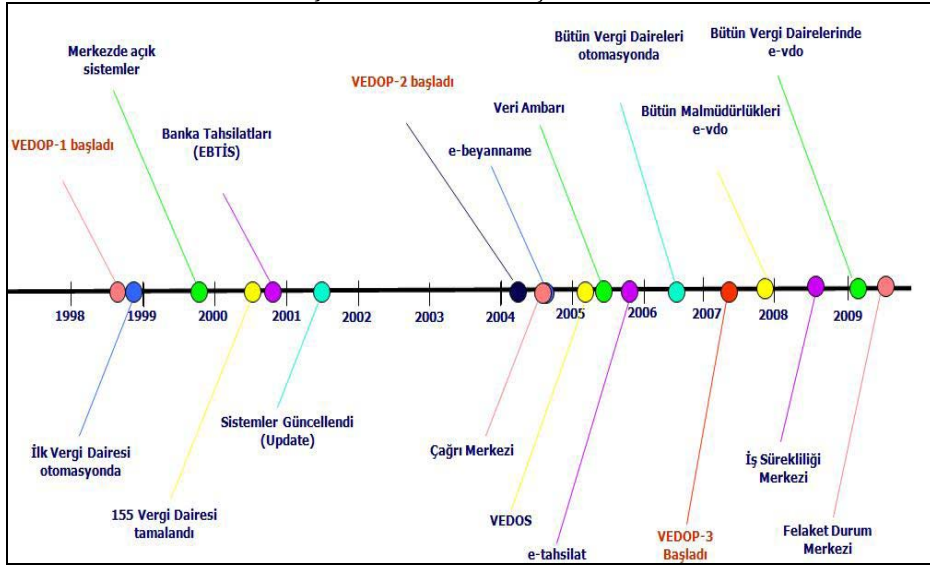 Merkezde açık
sistemler
VEDOP-1 başladı
Banka Tahsilatları
(EBTİS)
VEDOP-2 başladı
Veri Ambarı
e-beyanname
Bütün Vergi Daireleri
otomasyonda
Bütün Malmüdürlükleri
e-vdo
Bütün Vergi Dairelerinde
e-vdo
1998
1999
2000
2001
2002
2003
2004
2005
2006
2007
2008
2009
İlk Vergi Dairesi
otomasyonda
155 Vergi Dairesi
tamalandı
Sistemler Güncellendi
(Update)
Çağrı Merkezi
VEDOS
e-tahsilat
VEDOP-3
Başladı
İş Sürekliliği
Merkezi
Felaket Durum
Merkezi